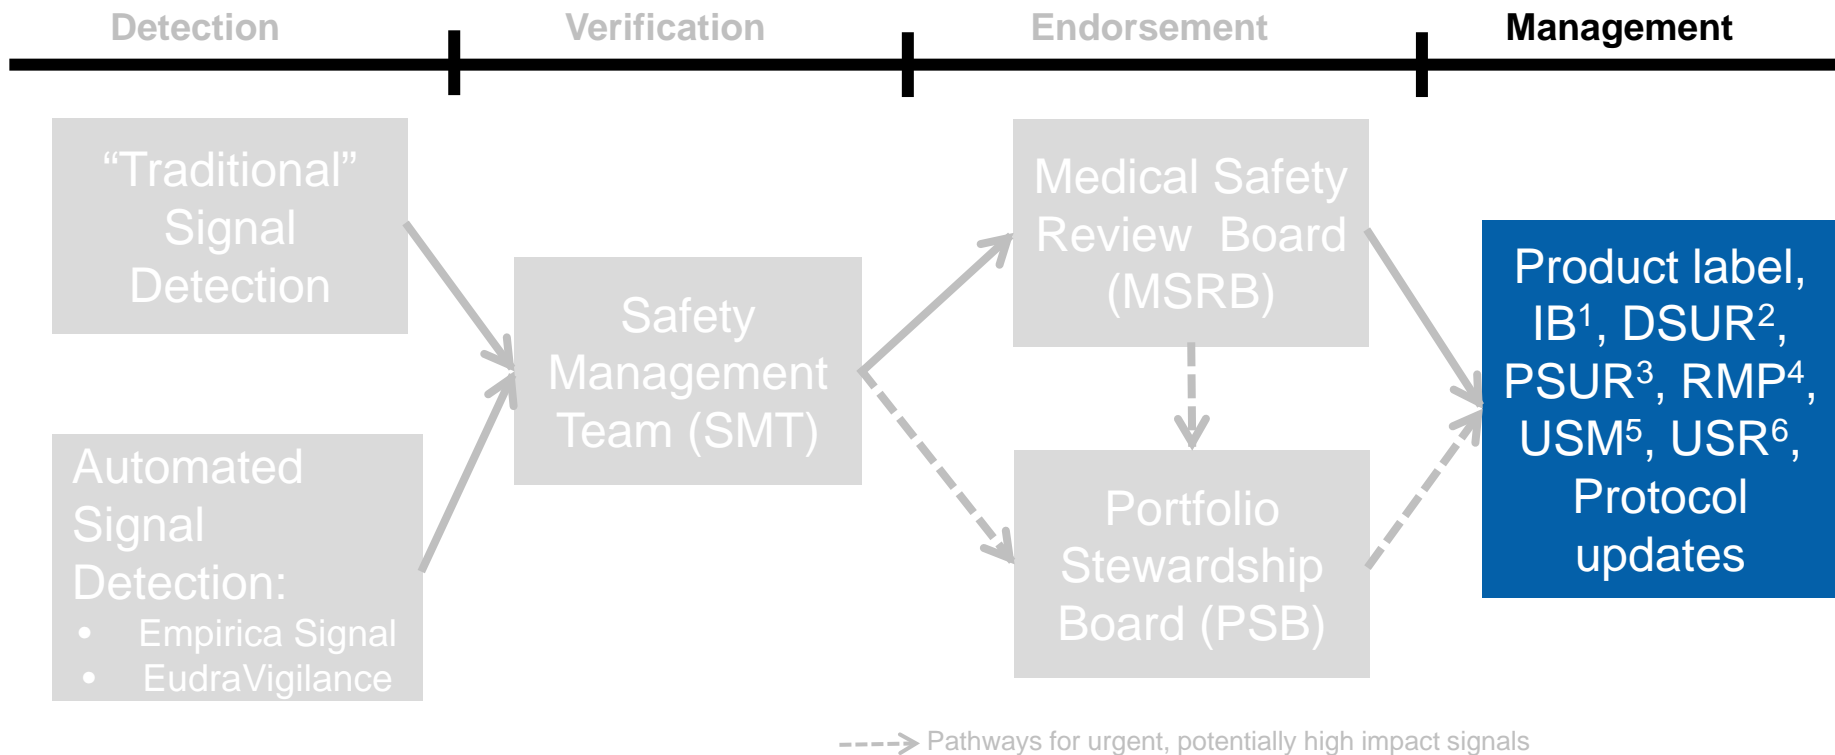 Detection
Verification
Endorsement
Management
“Traditional”
Signal
Detection
Automated
Signal
Detection:
• Empirica Signal
• EudraVigilance
Safety
Management
Team (SMT)
Medical Safety
Review Board
(MSRB)
Portfolio
Stewardship
Board (PSB)
Product label,
IB¹, DSUR²,
PSUR³, RMP⁴,
USM⁵, USR⁶,
Protocol
updates
Pathways for urgent, potentially high impact signals